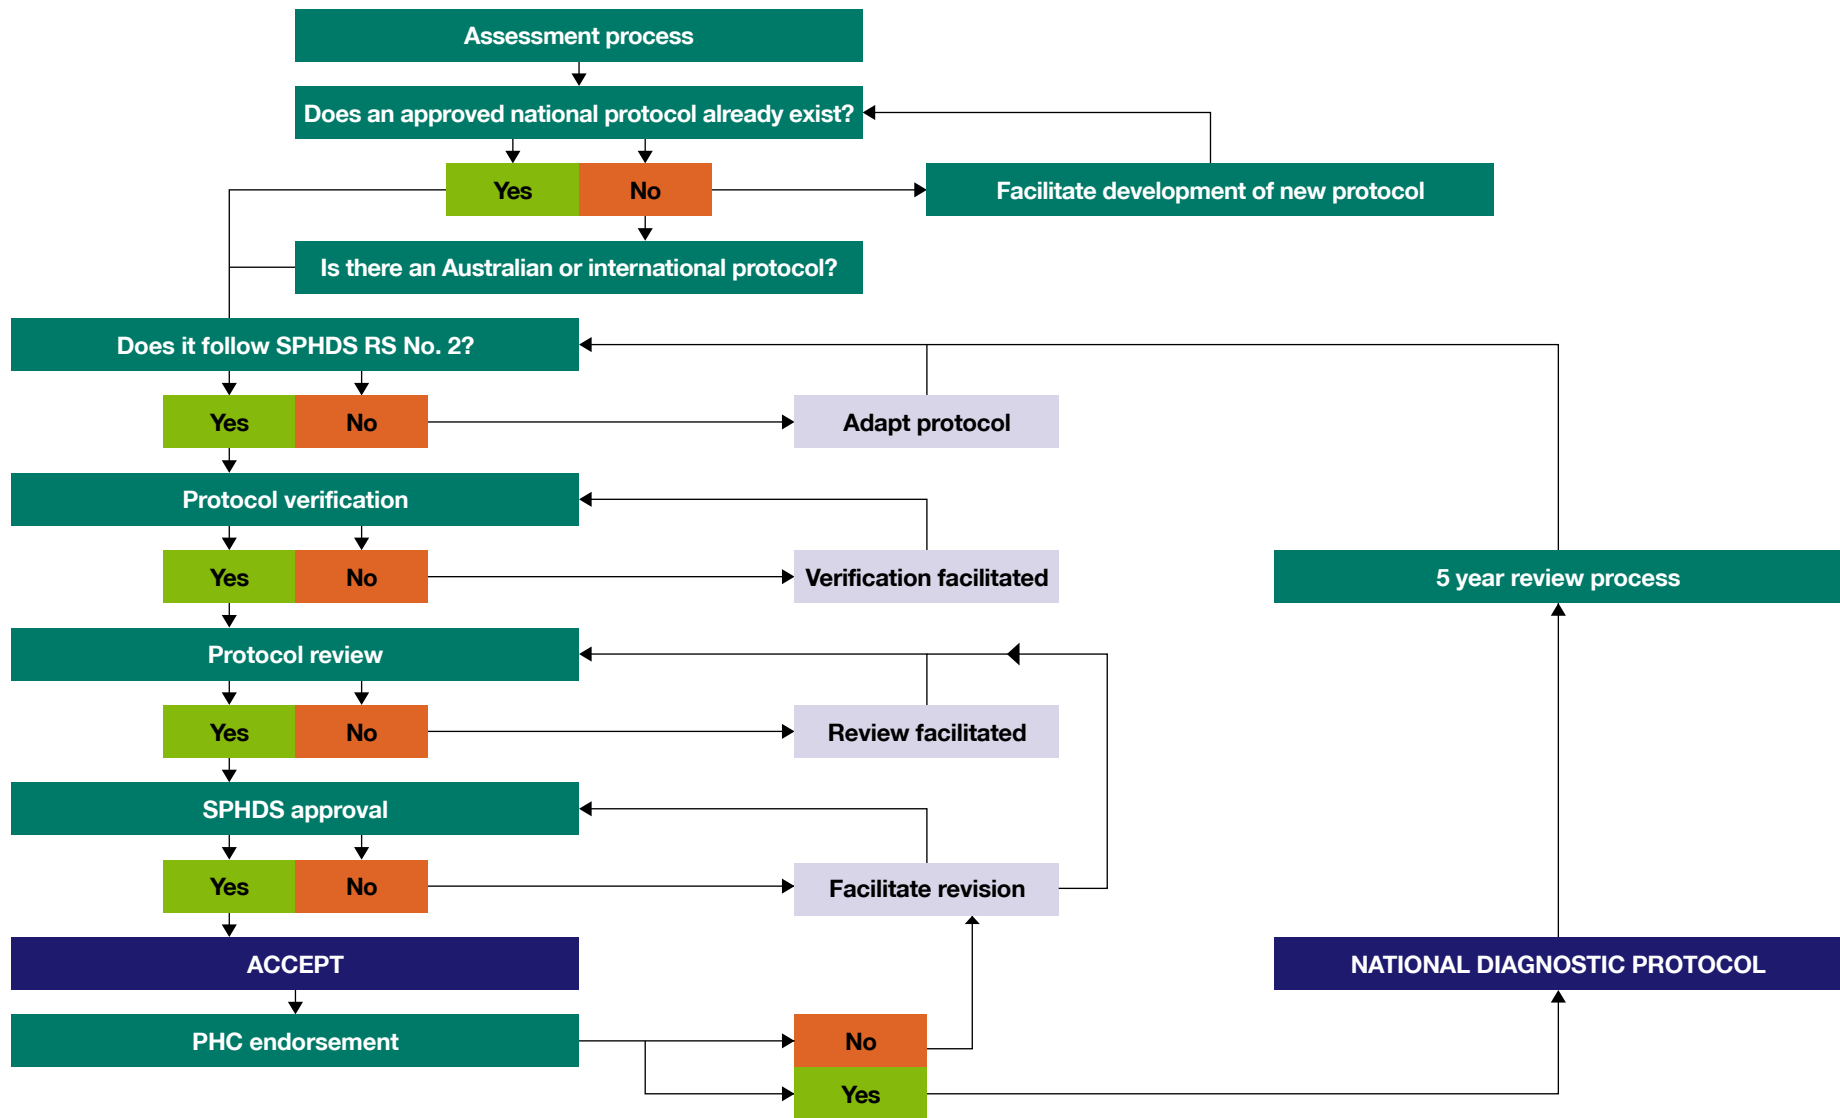 Assessment process
Does an approved national protocol already exist?
Yes
No
Facilitate development of new protocol
Is there an Australian or international protocol?
Does it follow SPHDS RS No. 2?
Yes
No
Adapt protocol
Protocol verification
Yes
No
Verification facilitated
5 year review process
Protocol review
Yes
No
Review facilitated
SPHDS approval
Yes
No
Facilitate revision
ACCEPT
NATIONAL DIAGNOSTIC PROTOCOL
PHC endorsement
No
Yes